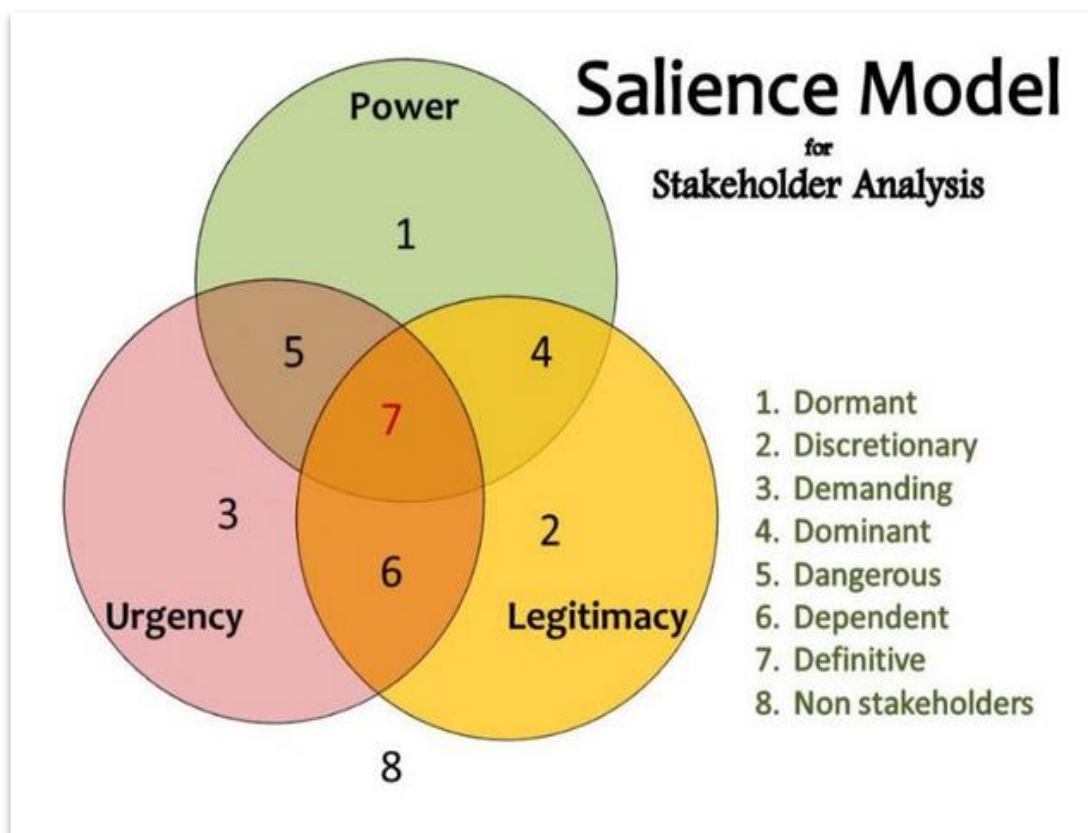 Salience Model
for
Stakeholder Analysis
Power
1
5
4
7
3
2
6
Urgency
Legitimacy
8
1. Dormant
2. Discretionary
3. Demanding
4. Dominant
5. Dangerous
6. Dependent
7. Definitive
8. Non stakeholders